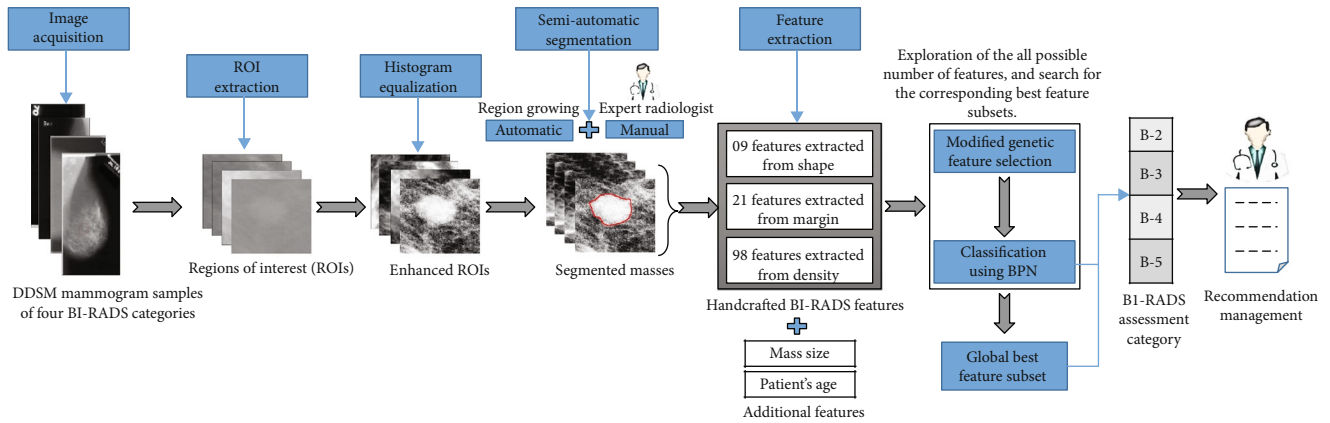 Image
acquisition
DDSM mammogram samples
of four BI-RADS categories
ROI
extraction
Regions of interest (ROIs)
Histogram
equalization
Enhanced ROIs
Semi-automatic
segmentation
Region growing
Expert radiologist
Automatic
Manual
Segmented masses
Feature
extraction
09 features extracted
from shape
21 features extracted
from margin
98 features extracted
from density
Handcrafted BI-RADS features
Mass size
Patient's age
Additional features
Exploration of the all possible
number of features, and search for
the corresponding best feature
subsets.
Modified genetic
feature selection
Classification
using BPN
Global best
feature subset
B-2
B-3
B-4
B-5
B1-RADS
assessment
category
Recommendation
management